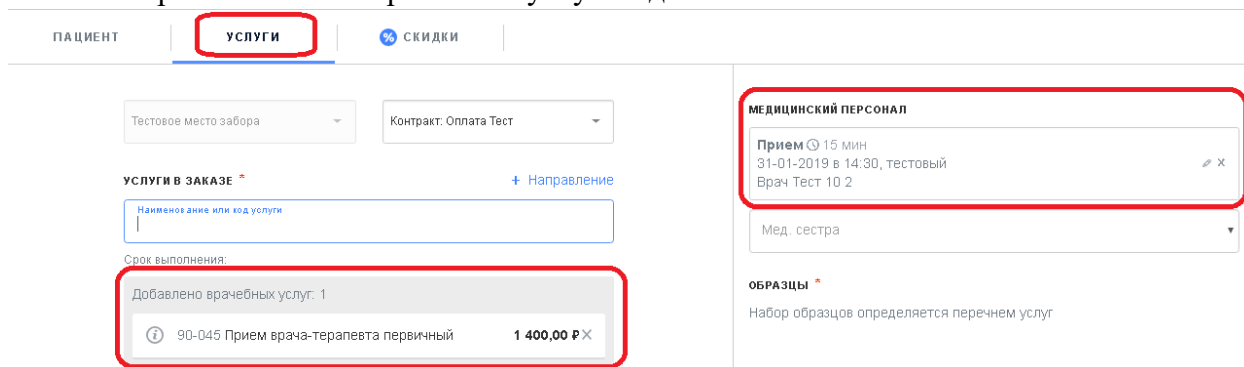 ПАЦИЕНТ
УСЛУГИ
% СКИДКИ
Тестовое место забора
Контракт: Оплата Тест
УСЛУГИ В ЗАКАЗЕ *
+ Направление
Наименование или код услуги
Срок выполнения:
Добавлено врачебных услуг: 1
90-045 Прием врача-терапевта первичный 1 400,00 ₽
МЕДИЦИНСКИЙ ПЕРСОНАЛ
Прием 15 мин
31-01-2019 в 14:30, тестовый
Врач Тест 10 2
Мед. сестра
ОБРАЗЦЫ *
Набор образцов определяется перечнем услуг